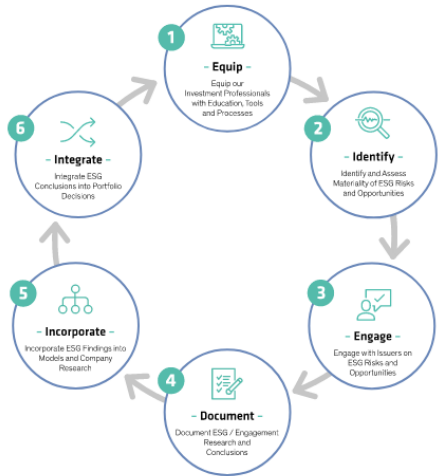 1
- Equip -
Equip our
Investment Professionals
with Education, Tools
and Processes
2
- Identify -
Identify and Assess
Materiality of ESG Risks
and Opportunities
3
- Engage -
Engage with Issuers on
ESG Risks and
Opportunities
4
- Document -
Document ESG / Engagement
Research and
Conclusions
5
- Incorporate -
Incorporate ESG Findings into
Models and Company
Research
6
- Integrate -
Integrate ESG
Conclusions into Portfolio
Decisions